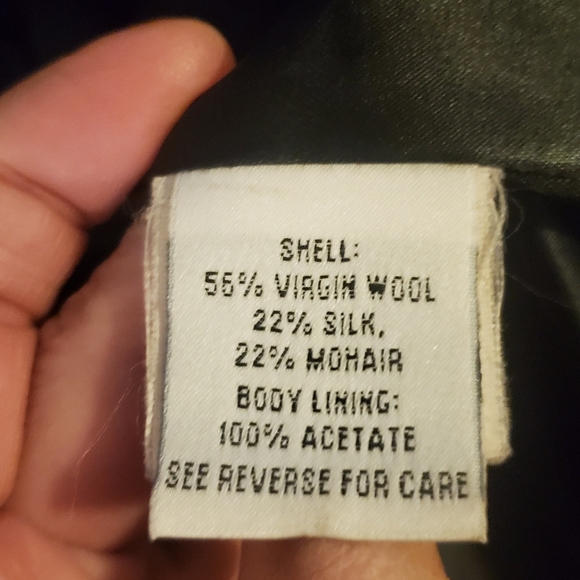 SHELL:
56% VIRGIN WOOL
22% SILK,
22% MOHAIR
BODY LINING:
100% ACETATE
SEE REVERSE FOR CARE